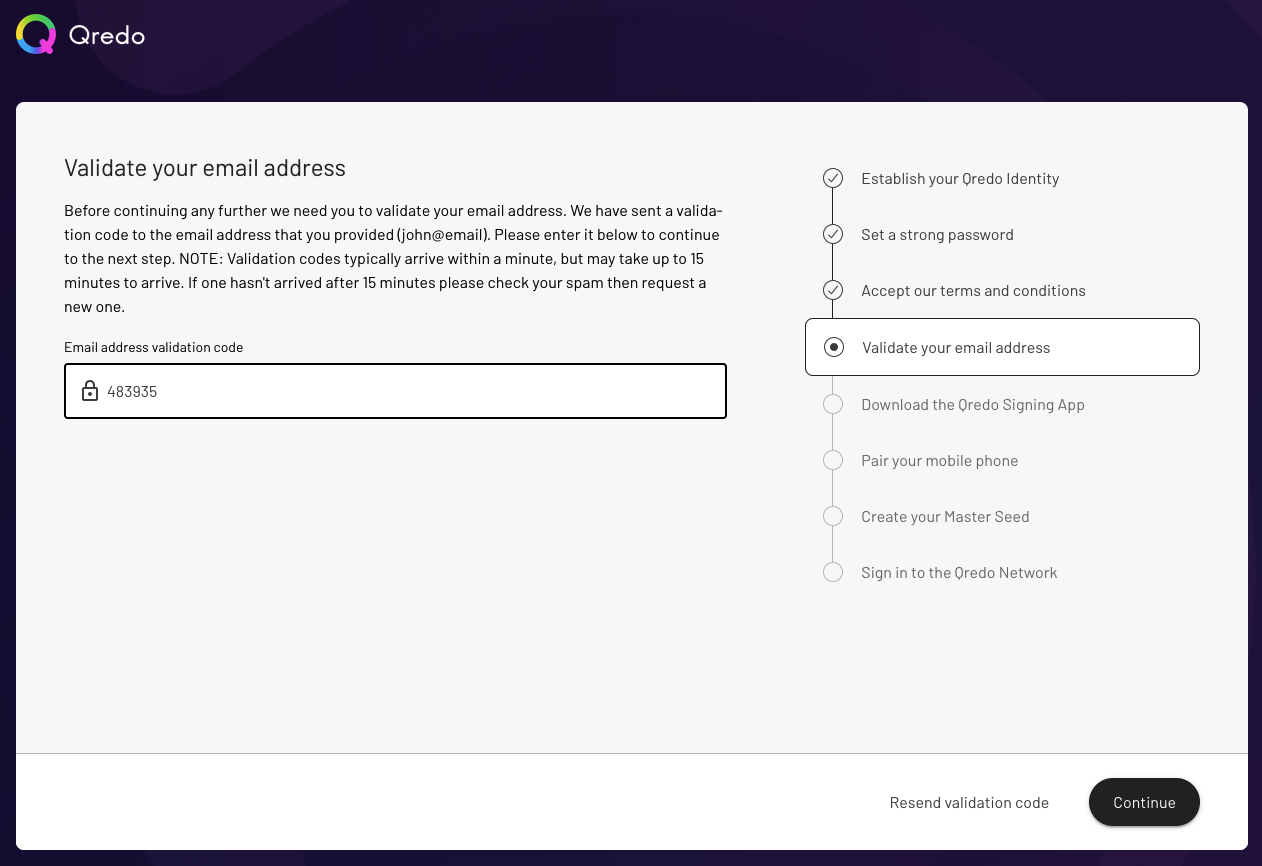 Qredo
Validate your email address
Before continuing any further we need you to validate your email address. We have sent a valida-
tion code to the email address that you provided (john@email). Please enter it below to continue
to the next step. NOTE: Validation codes typically arrive within a minute, but may take up to 15
minutes to arrive. If one hasn't arrived after 15 minutes please check your spam then request a
new one.
Email address validation code
483935
Establish your Qredo Identity
Set a strong password
Accept our terms and conditions
Validate your email address
Download the Qredo Signing App
Pair your mobile phone
Create your Master Seed
Sign in to the Qredo Network
Resend validation code
Continue